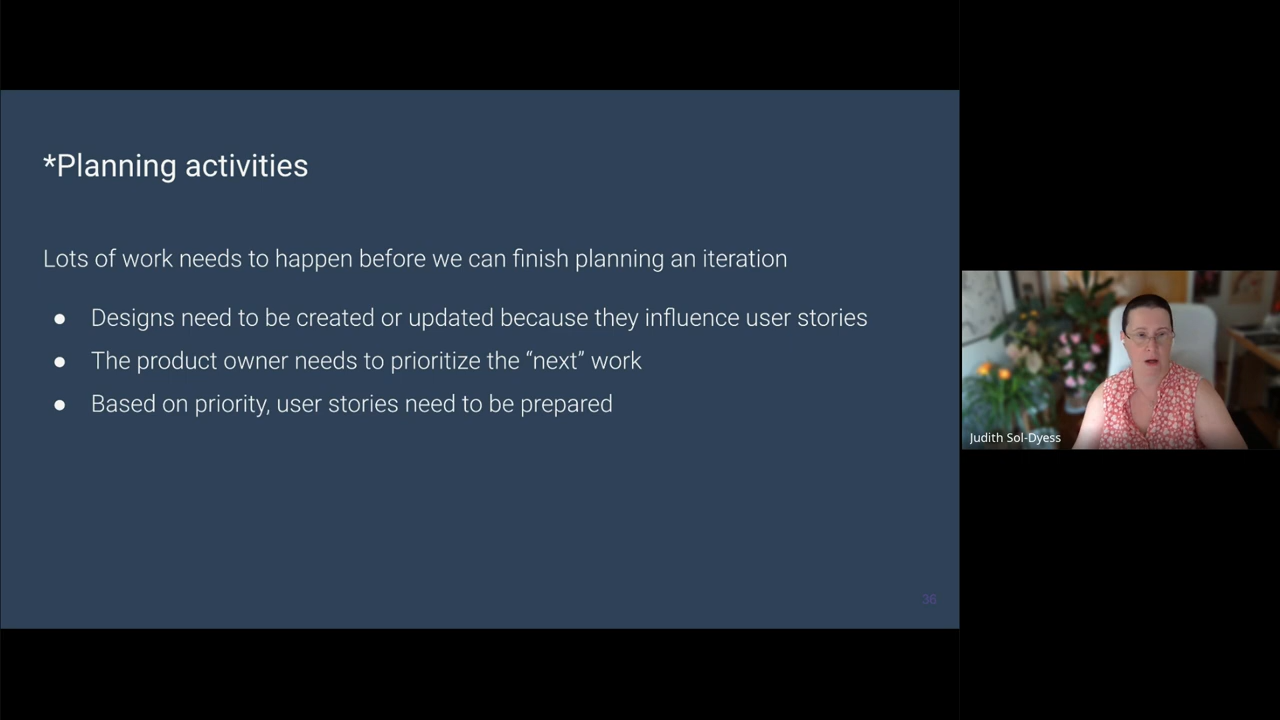 *Planning activities
Lots of work needs to happen before we can finish planning an iteration
● Designs need to be created or updated because they influence user stories
● The product owner needs to prioritize the “next” work
● Based on priority, user stories need to be prepared
36
Judith Sol-Dyess